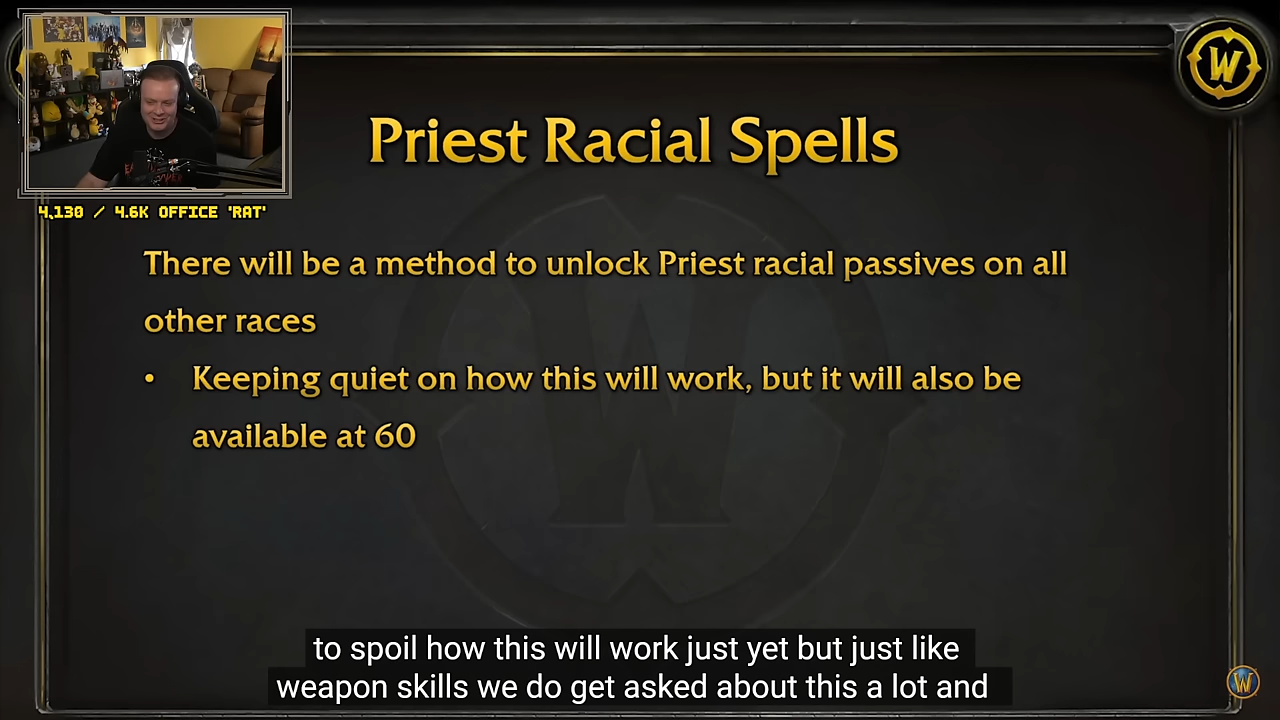 Priest Racial Spells
4,130 / 4.6K OFFICE 'RAT'
There will be a method to unlock Priest racial passives on all
other races
• Keeping quiet on how this will work, but it will also be
available at 60
to spoil how this will work just yet but just like
weapon skills we do get asked about this a lot and